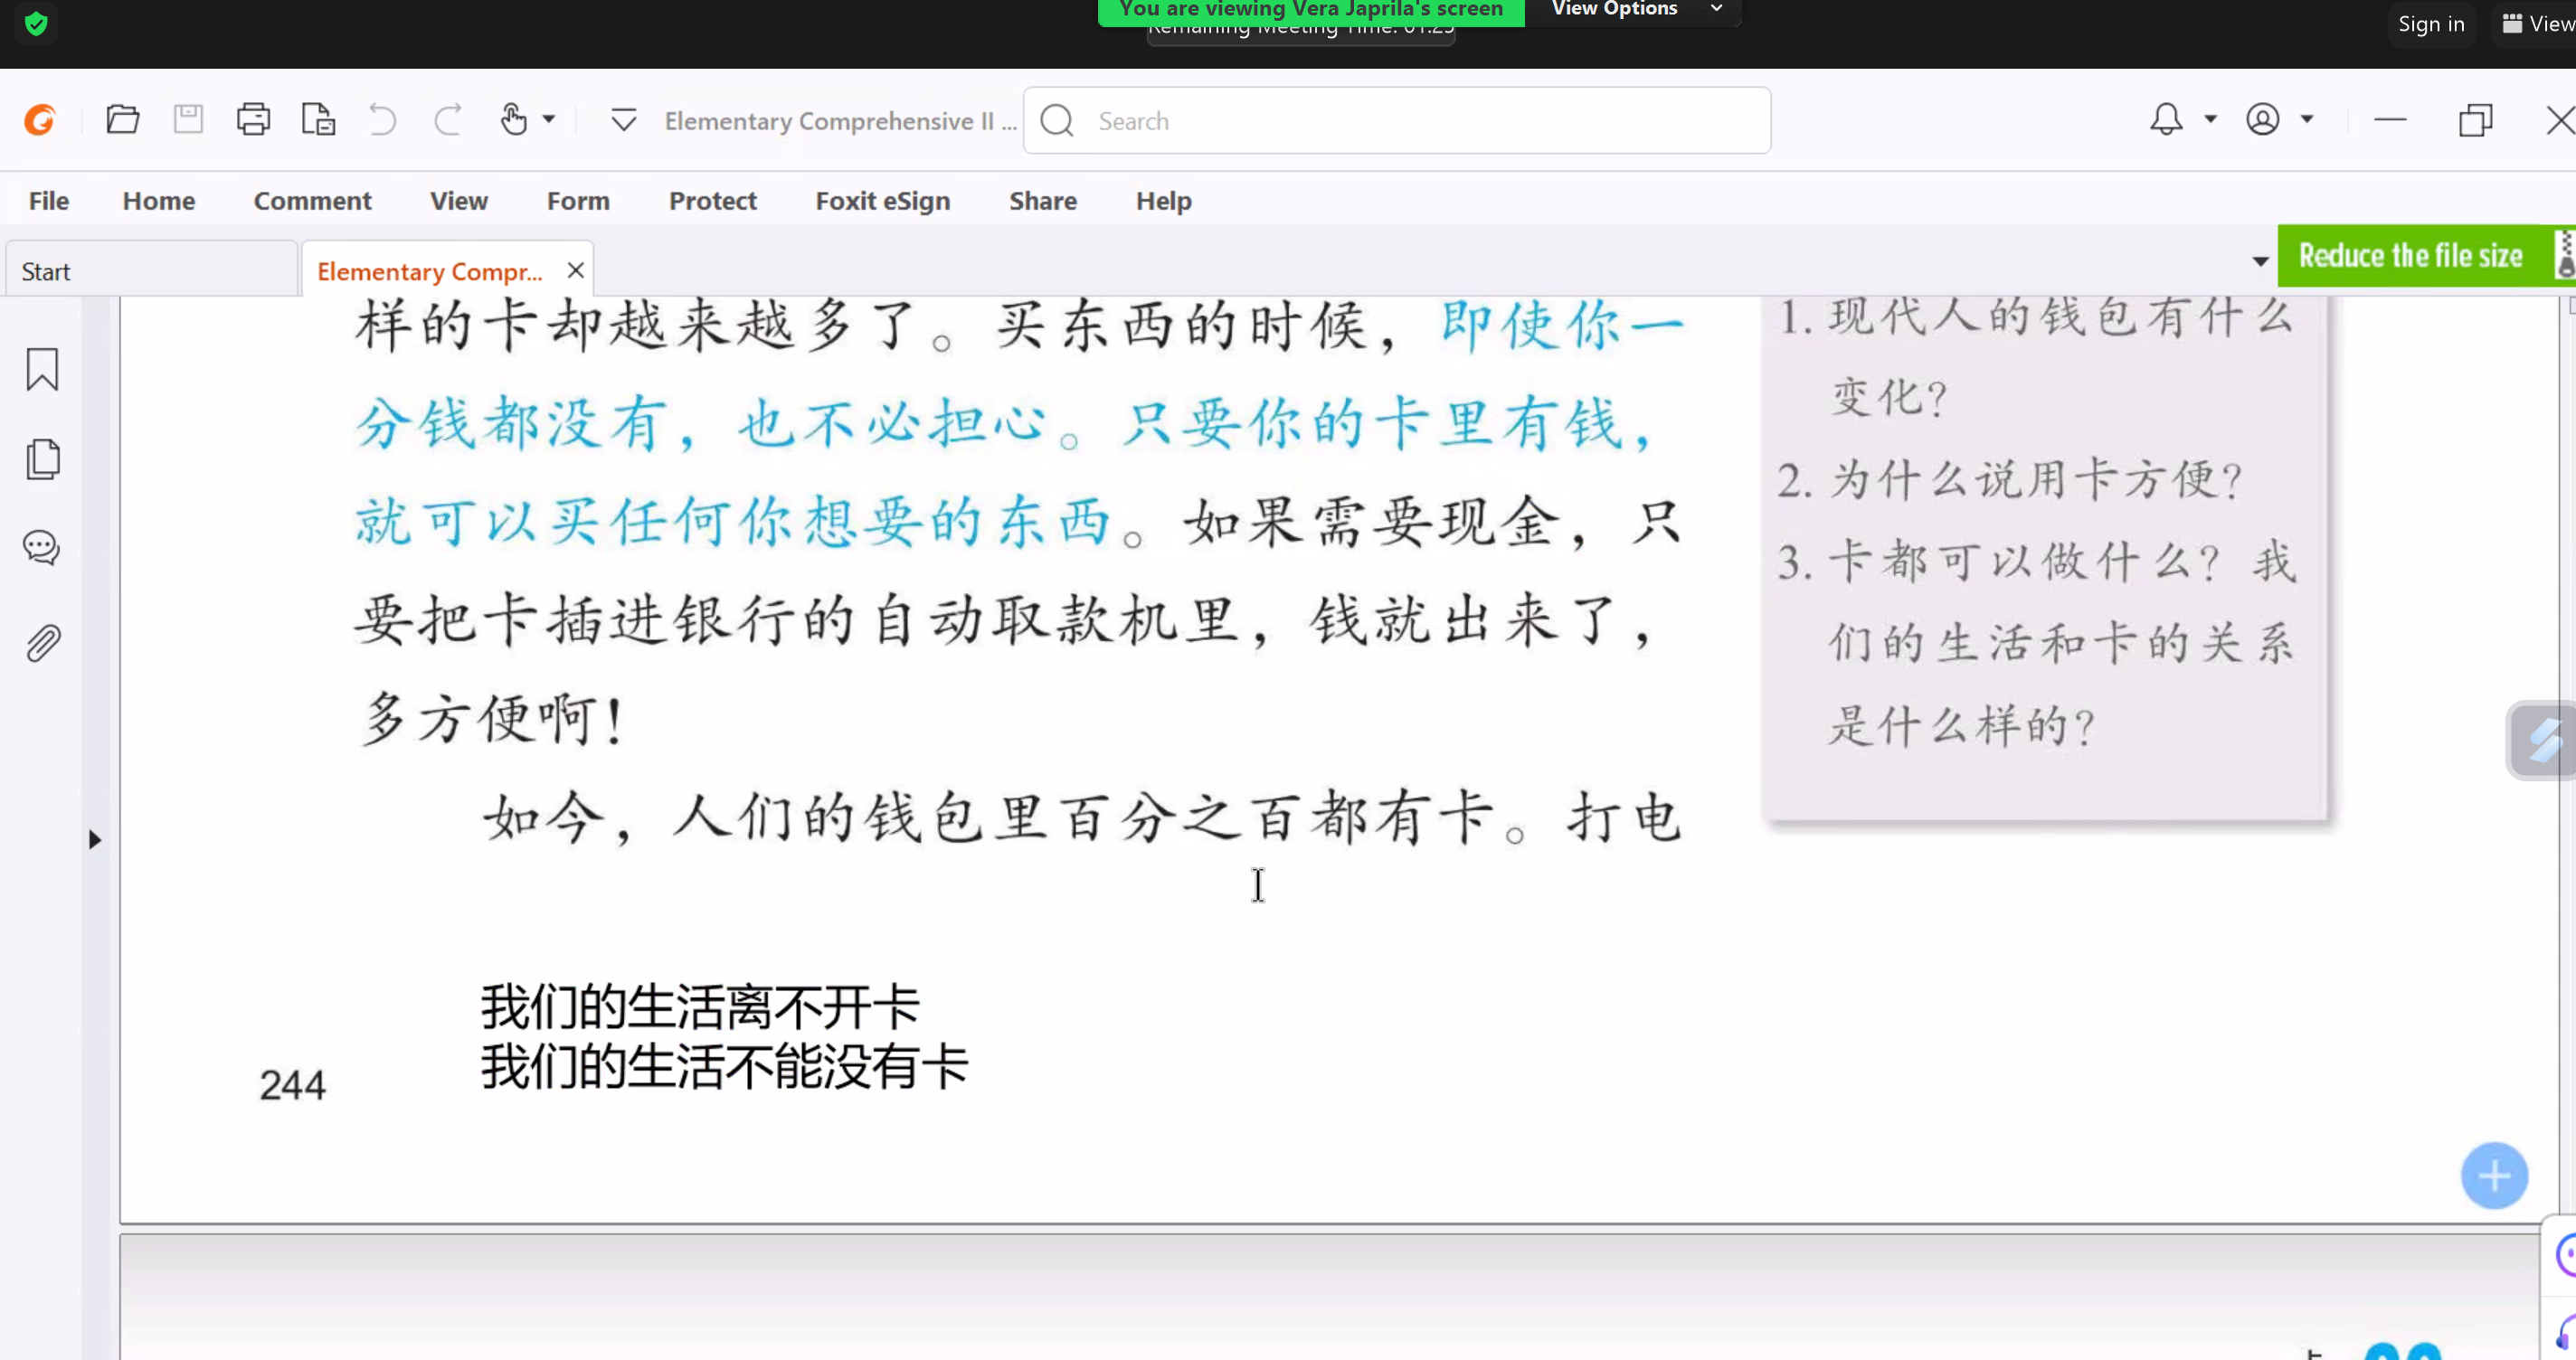 You are viewing Vera Japrila's screen
View Options
Remaining Meeting Time: 01:23
Sign in
View
Elementary Comprehensive II ...
Search
File
Home
Comment
View
Form
Protect
Foxit eSign
Share
Help
Start
Elementary Compr...
Reduce the file size
样的卡却越来越多了。买东西的时候，即使你一
分钱都没有，也不必担心。只要你的卡里有钱，
就可以买任何你想要的东西。如果需要现金，只
要把卡插进银行的自动取款机里，钱就出来了，
多方便啊！
如今，人们的钱包里百分之百都有卡。打电
1. 现代人的钱包有什么
变化？
2. 为什么说用卡方便？
3. 卡都可以做什么？我
们的生活和卡的关系
是什么样的？
我们的生活离不开卡
我们的生活不能没有卡
244